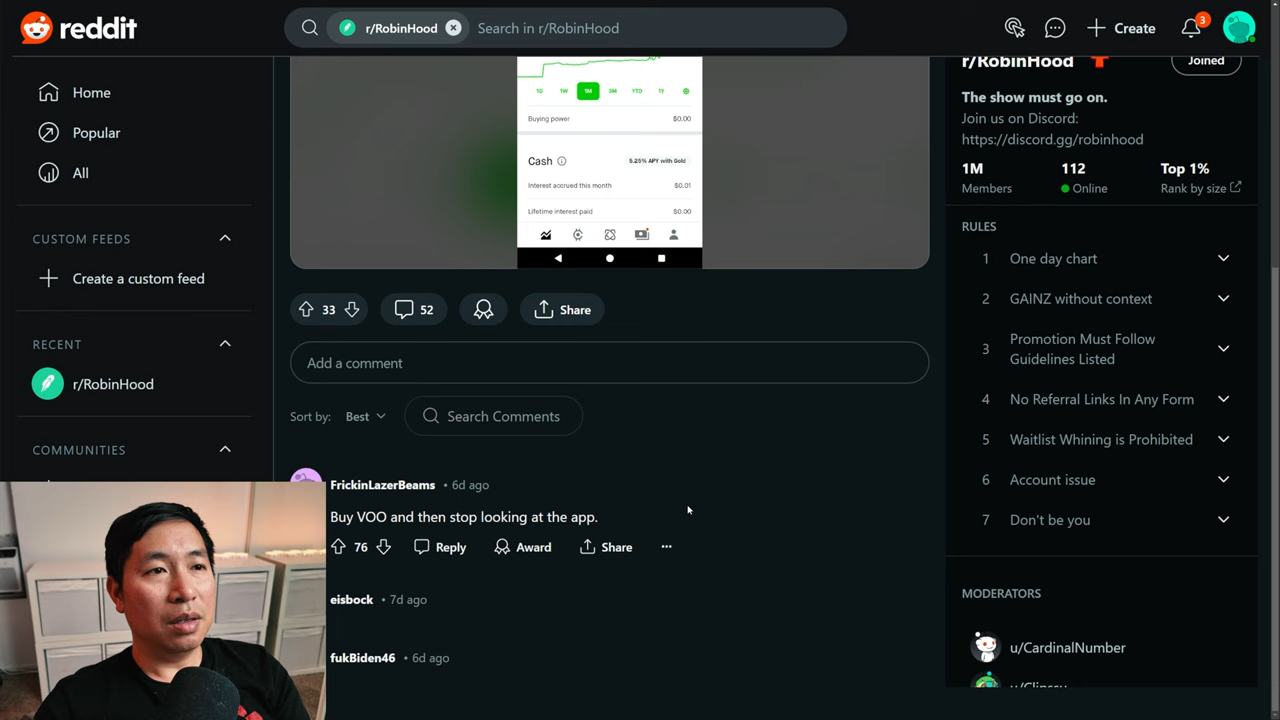 reddit
r/RobinHood
Search in r/RobinHood
Create
3
Home
Popular
All
CUSTOM FEEDS
Create a custom feed
RECENT
r/RobinHood
COMMUNITIES
1D 1W 1M 3M YTD 1Y
Buying power $0.00
Cash 5.25% APY with Gold
Interest accrued this month $0.01
Lifetime interest paid $0.00
33
52
Share
Add a comment
Sort by: Best
Search Comments
FrickinLazerBeams • 6d ago
Buy VOO and then stop looking at the app.
76 Reply Award Share
eisbock • 7d ago
fukBiden46 • 6d ago
r/RobinHood
Joined
The show must go on.
Join us on Discord:
https://discord.gg/robinhood
1M 112 Top 1%
Members Online Rank by size
RULES
1 One day chart
2 GAINZ without context
3 Promotion Must Follow
Guidelines Listed
4 No Referral Links In Any Form
5 Waitlist Whining is Prohibited
6 Account issue
7 Don't be you
MODERATORS
u/CardinalNumber